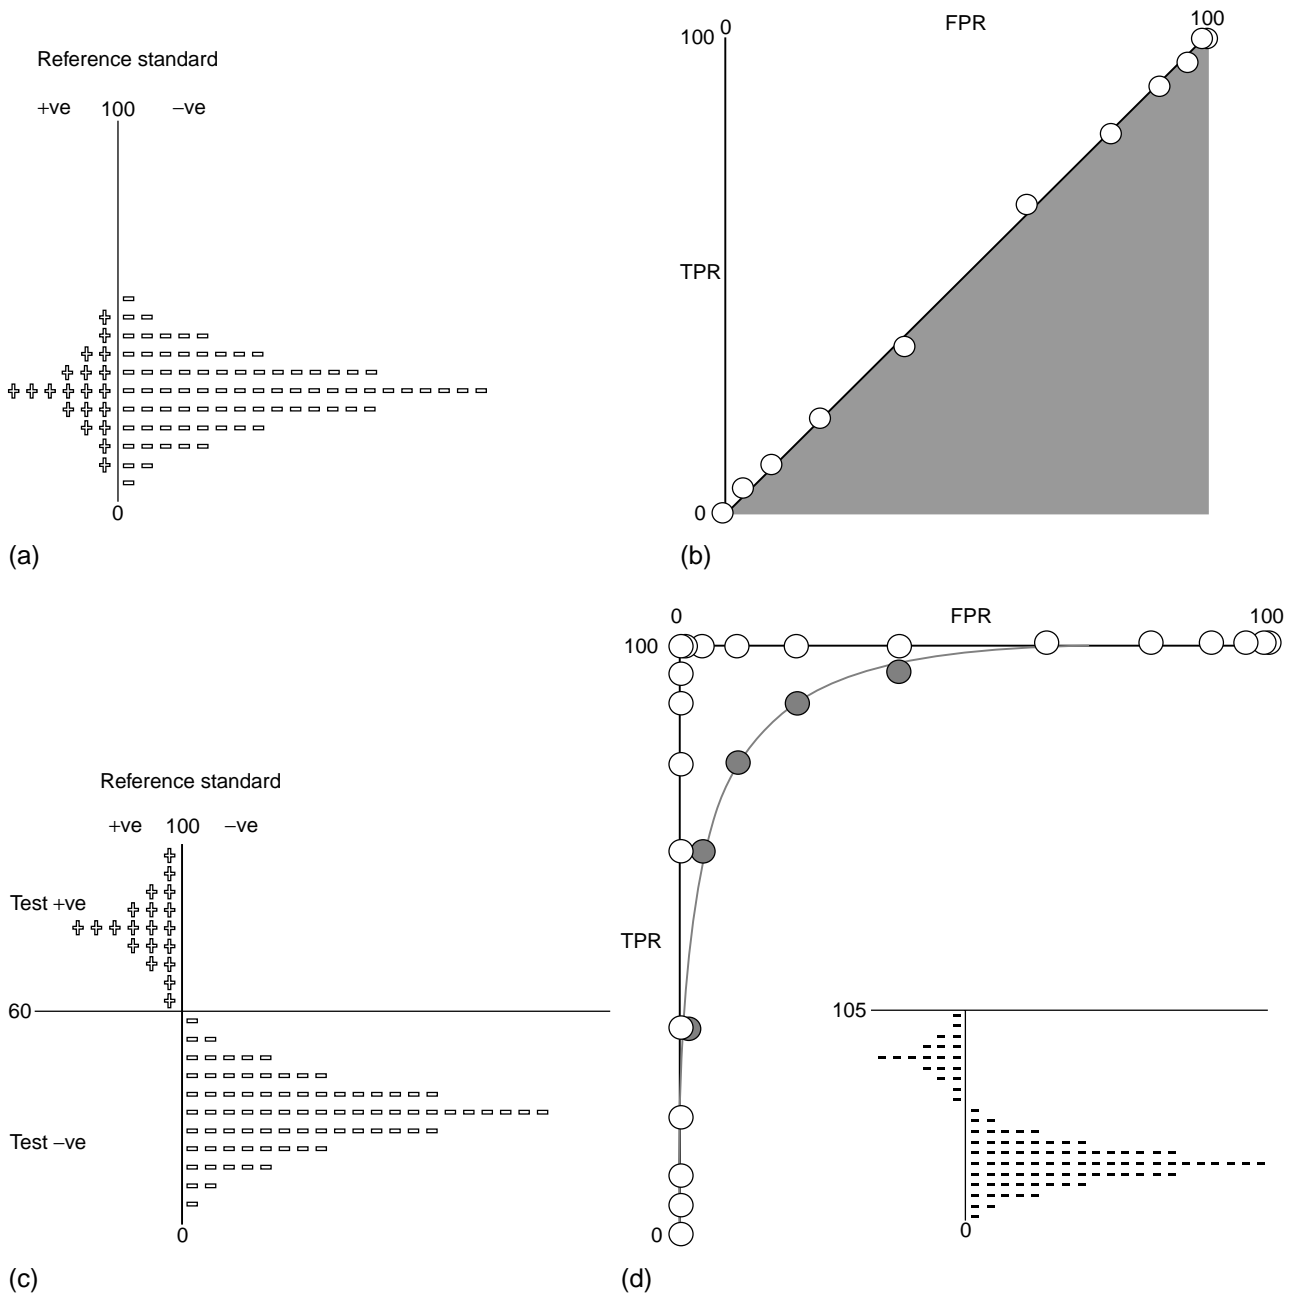 Reference standard
+ve 100 −ve
0
(a)
0 FPR 100
100
TPR
0
(b)
Reference standard
+ve 100 −ve
Test +ve
60
Test −ve
0
(c)
0 FPR 100
100
TPR
105
0
0
(d)